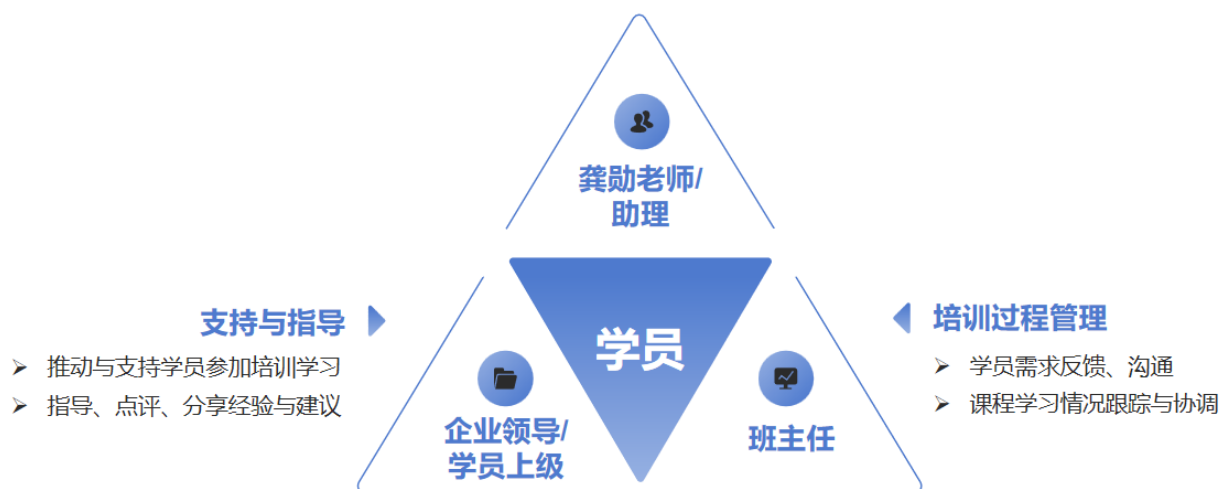 龚勋老师/
助理
支持与指导
➢ 推动与支持学员参加培训学习
➢ 指导、点评、分享经验与建议
学员
培训过程管理
➢ 学员需求反馈、沟通
➢ 课程学习情况跟踪与协调
企业领导/
学员上级
班主任